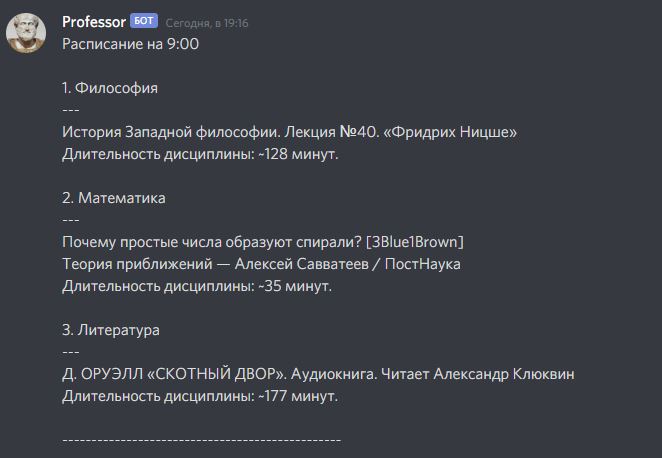 Professor БОТ Сегодня, в 19:16
Расписание на 9:00
1. Философия
---
История Западной философии. Лекция №40. «Фридрих Ницше»
Длительность дисциплины: ~128 минут.
2. Математика
---
Почему простые числа образуют спирали? [3Blue1Brown]
Теория приближений — Алексей Савватеев / ПостНаука
Длительность дисциплины: ~35 минут.
3. Литература
---
Д. ОРУЭЛЛ «СКОТНЫЙ ДВОР». Аудиокнига. Читает Александр Клюквин
Длительность дисциплины: ~177 минут.
------------------------------------------------